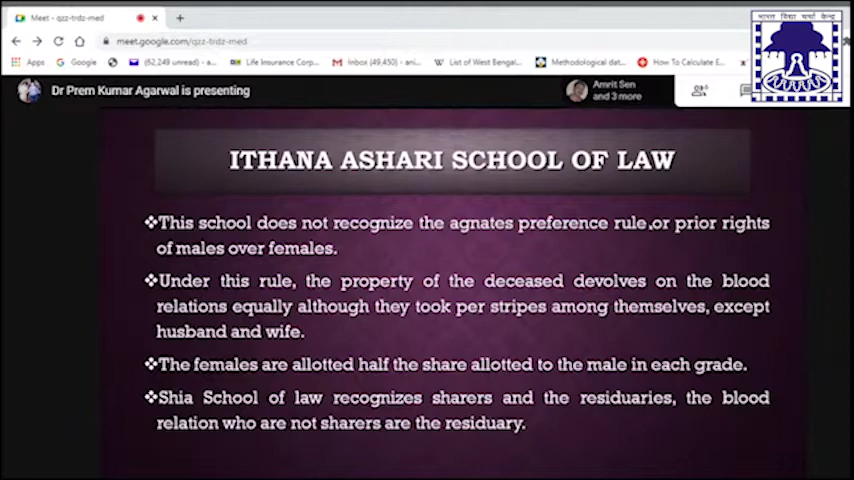 Meet - qzz-trdz-med
meet.google.com/qzz-trdz-med
Apps Google (62,249 unread) - a... Life Insurance Corp... Inbox (49,450) - ani... List of West Bengal... Methodological dat... How To Calculate E...
भारत विद्या चर्चा केन्द्र
Dr Prem Kumar Agarwal is presenting
Amrit Sen
and 3 more
ITHANA ASHARI SCHOOL OF LAW
❖This school does not recognize the agnates preference rule,or prior rights
of males over females.
❖Under this rule, the property of the deceased devolves on the blood
relations equally although they took per stripes among themselves, except
husband and wife.
❖The females are allotted half the share allotted to the male in each grade.
❖Shia School of law recognizes sharers and the residuaries, the blood
relation who are not sharers are the residuary.